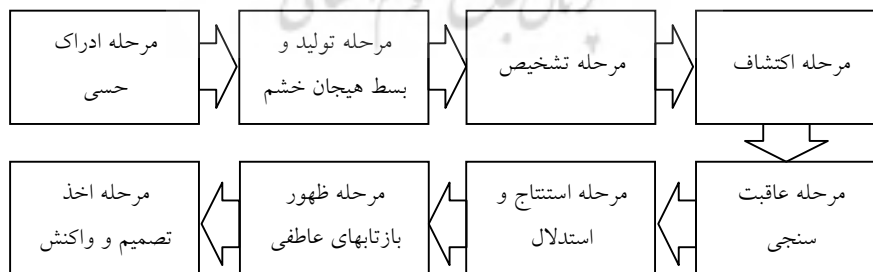 مرحله ادراک
حسی
مرحله تولید و
بسط هیجان خشم
مرحله تشخیص
مرحله اکتشاف
مرحله عاقبت
سنجی
مرحله استنتاج و
استدلال
مرحله ظهور
بازتابهای عاطفی
مرحله اخذ
تصمیم و واکنش